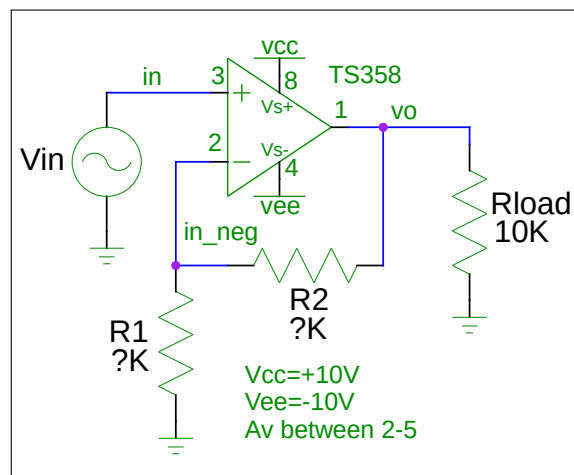 vcc
TS358
in
3
8
+
Vs+
1
vo
2
Vs-
−
4
Vin
vee
in_neg
Rload
10K
R2
?K
R1
?K
Vcc=+10V
Vee=-10V
Av between 2-5